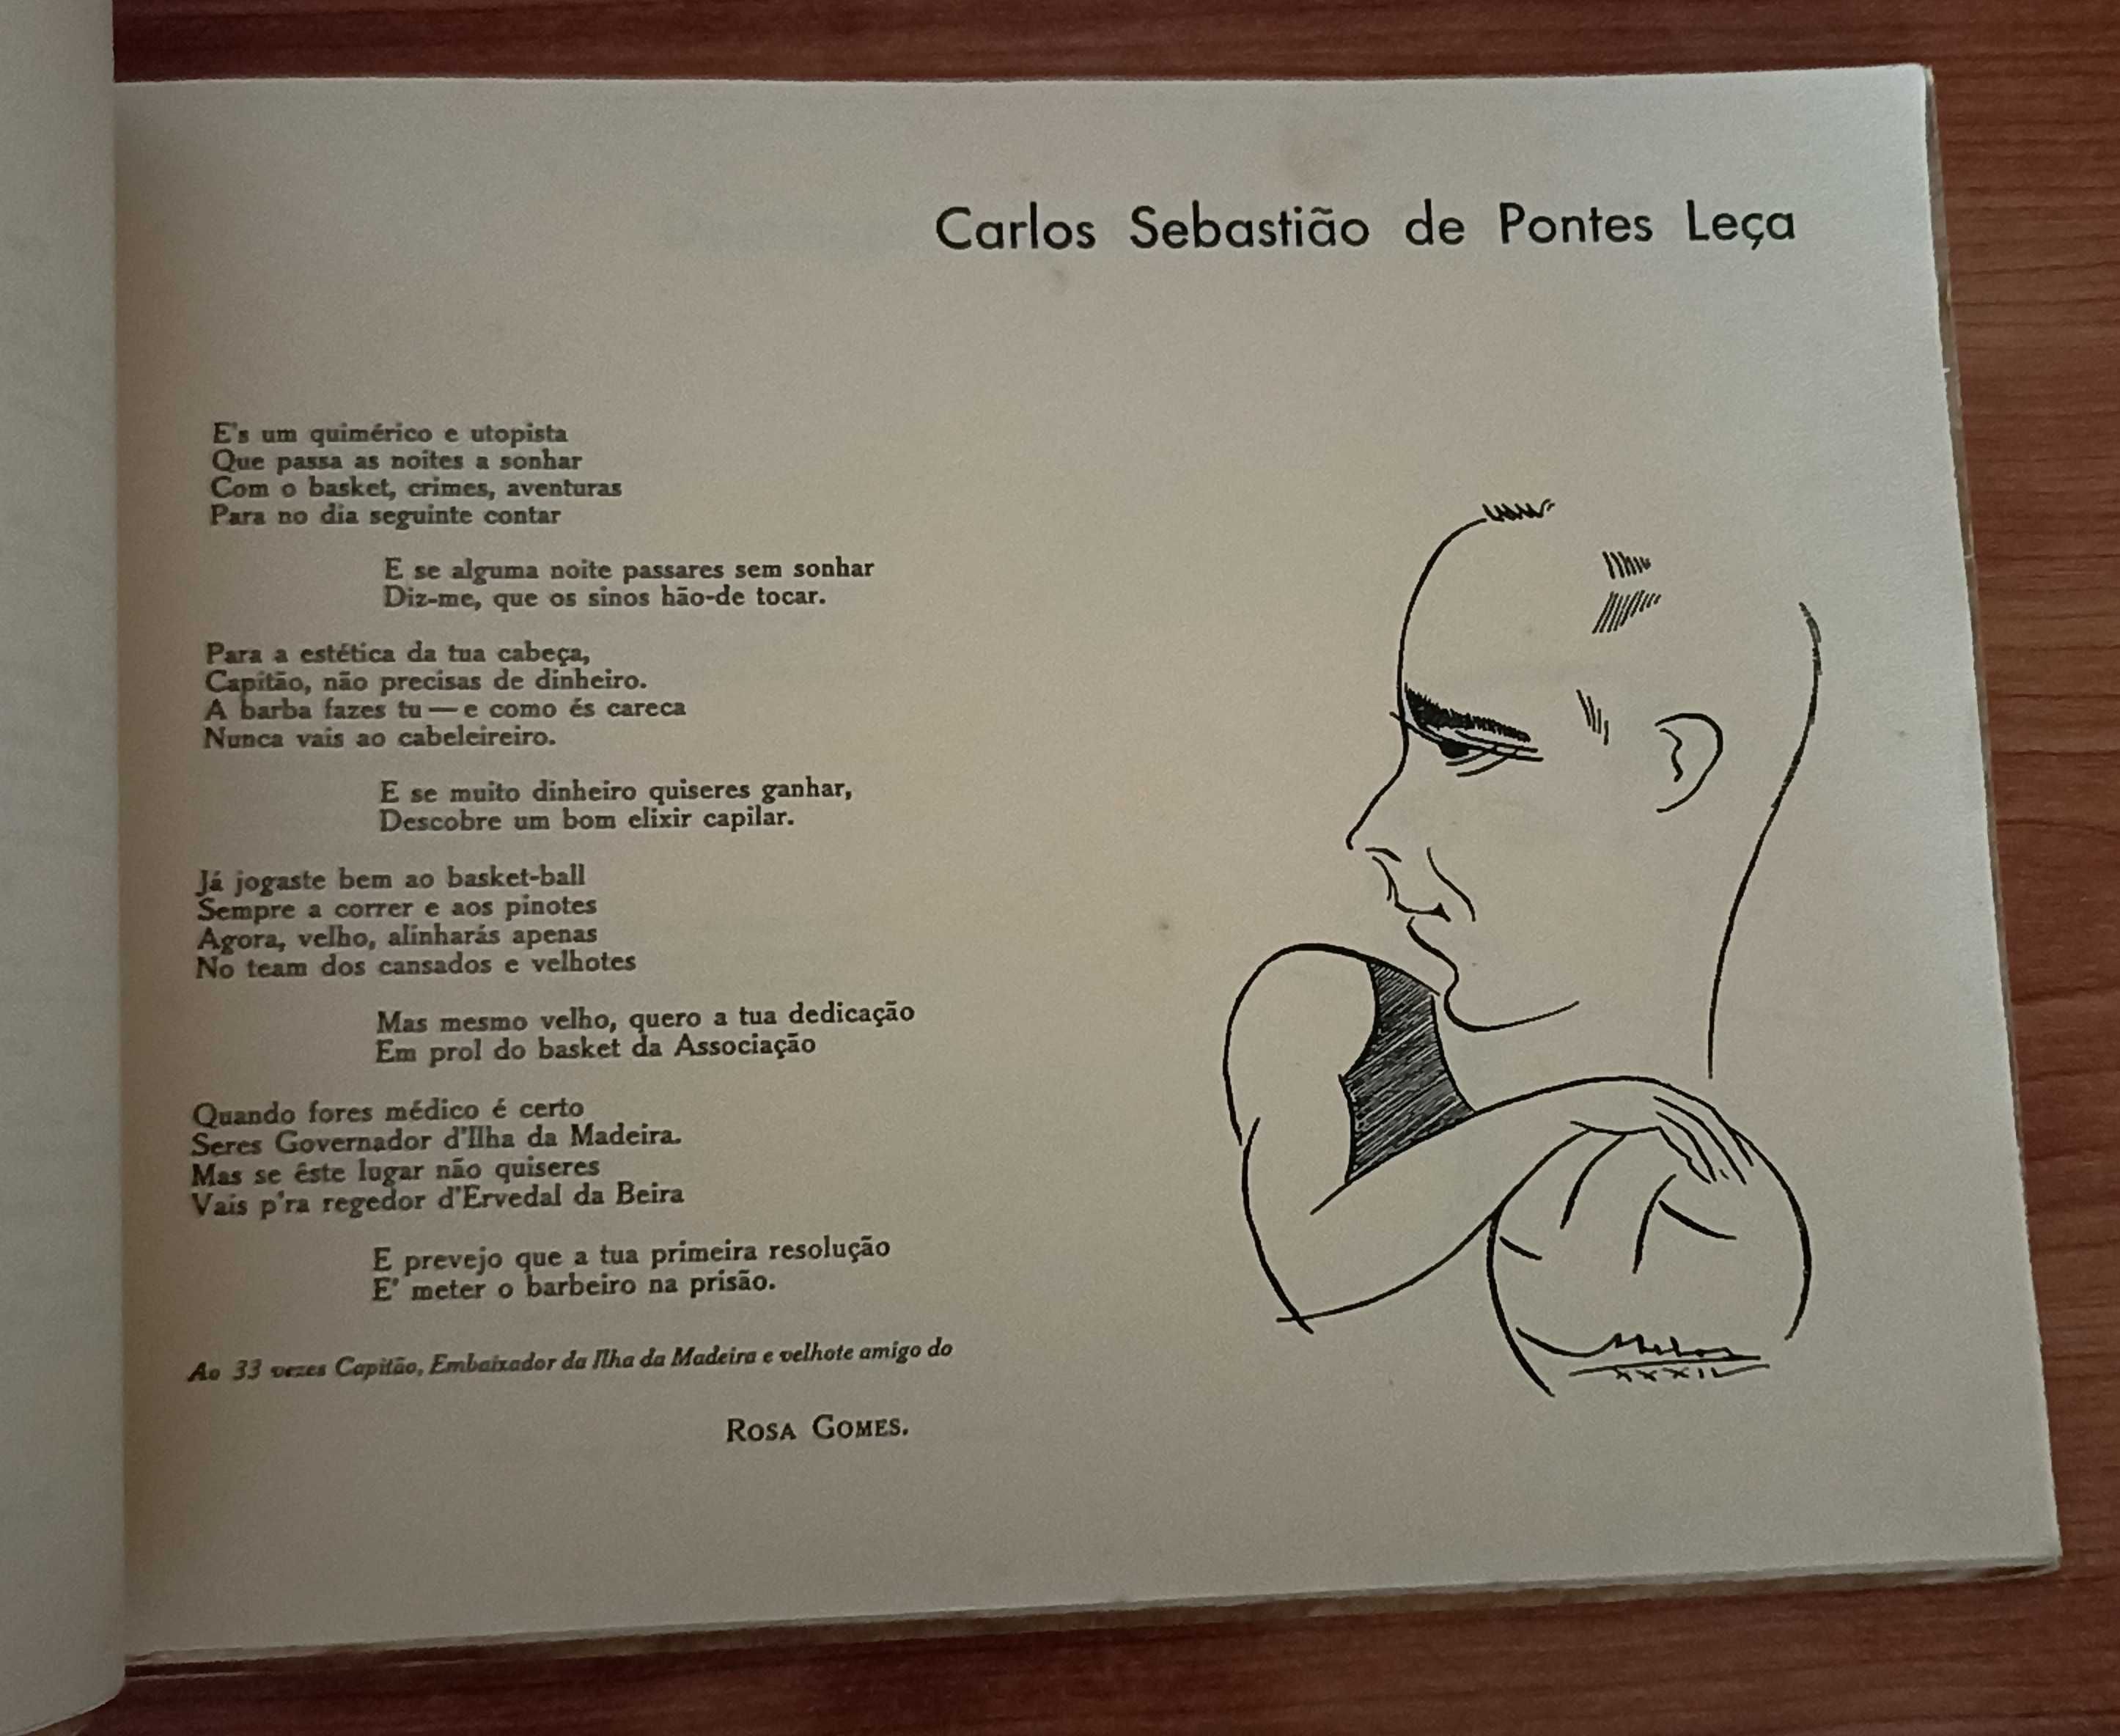 Carlos Sebastião de Pontes Leça
E's um quimérico e utopista
Que passa as noites a sonhar
Com o basket, crimes, aventuras
Para no dia seguinte contar
E se alguma noite passares sem sonhar
Diz-me, que os sinos hão-de tocar.
Para a estética da tua cabeça,
Capitão, não precisas de dinheiro.
A barba fazes tu — e como és careca
Nunca vais ao cabeleireiro.
E se muito dinheiro quiseres ganhar,
Descobre um bom elixir capilar.
Já jogaste bem ao basket-ball
Sempre a correr e aos pinotes
Agora, velho, alinharás apenas
No team dos cansados e velhotes
Mas mesmo velho, quero a tua dedicação
Em prol do basket da Associação
Quando fores médico é certo
Seres Governador d'Ilha da Madeira.
Mas se êste lugar não quiseres
Vais p'ra regedor d'Ervedal da Beira
E prevejo que a tua primeira resolução
E' meter o barbeiro na prisão.
Ao 33 vezes Capitão, Embaixador da Ilha da Madeira e velhote amigo do
ROSA GOMES.